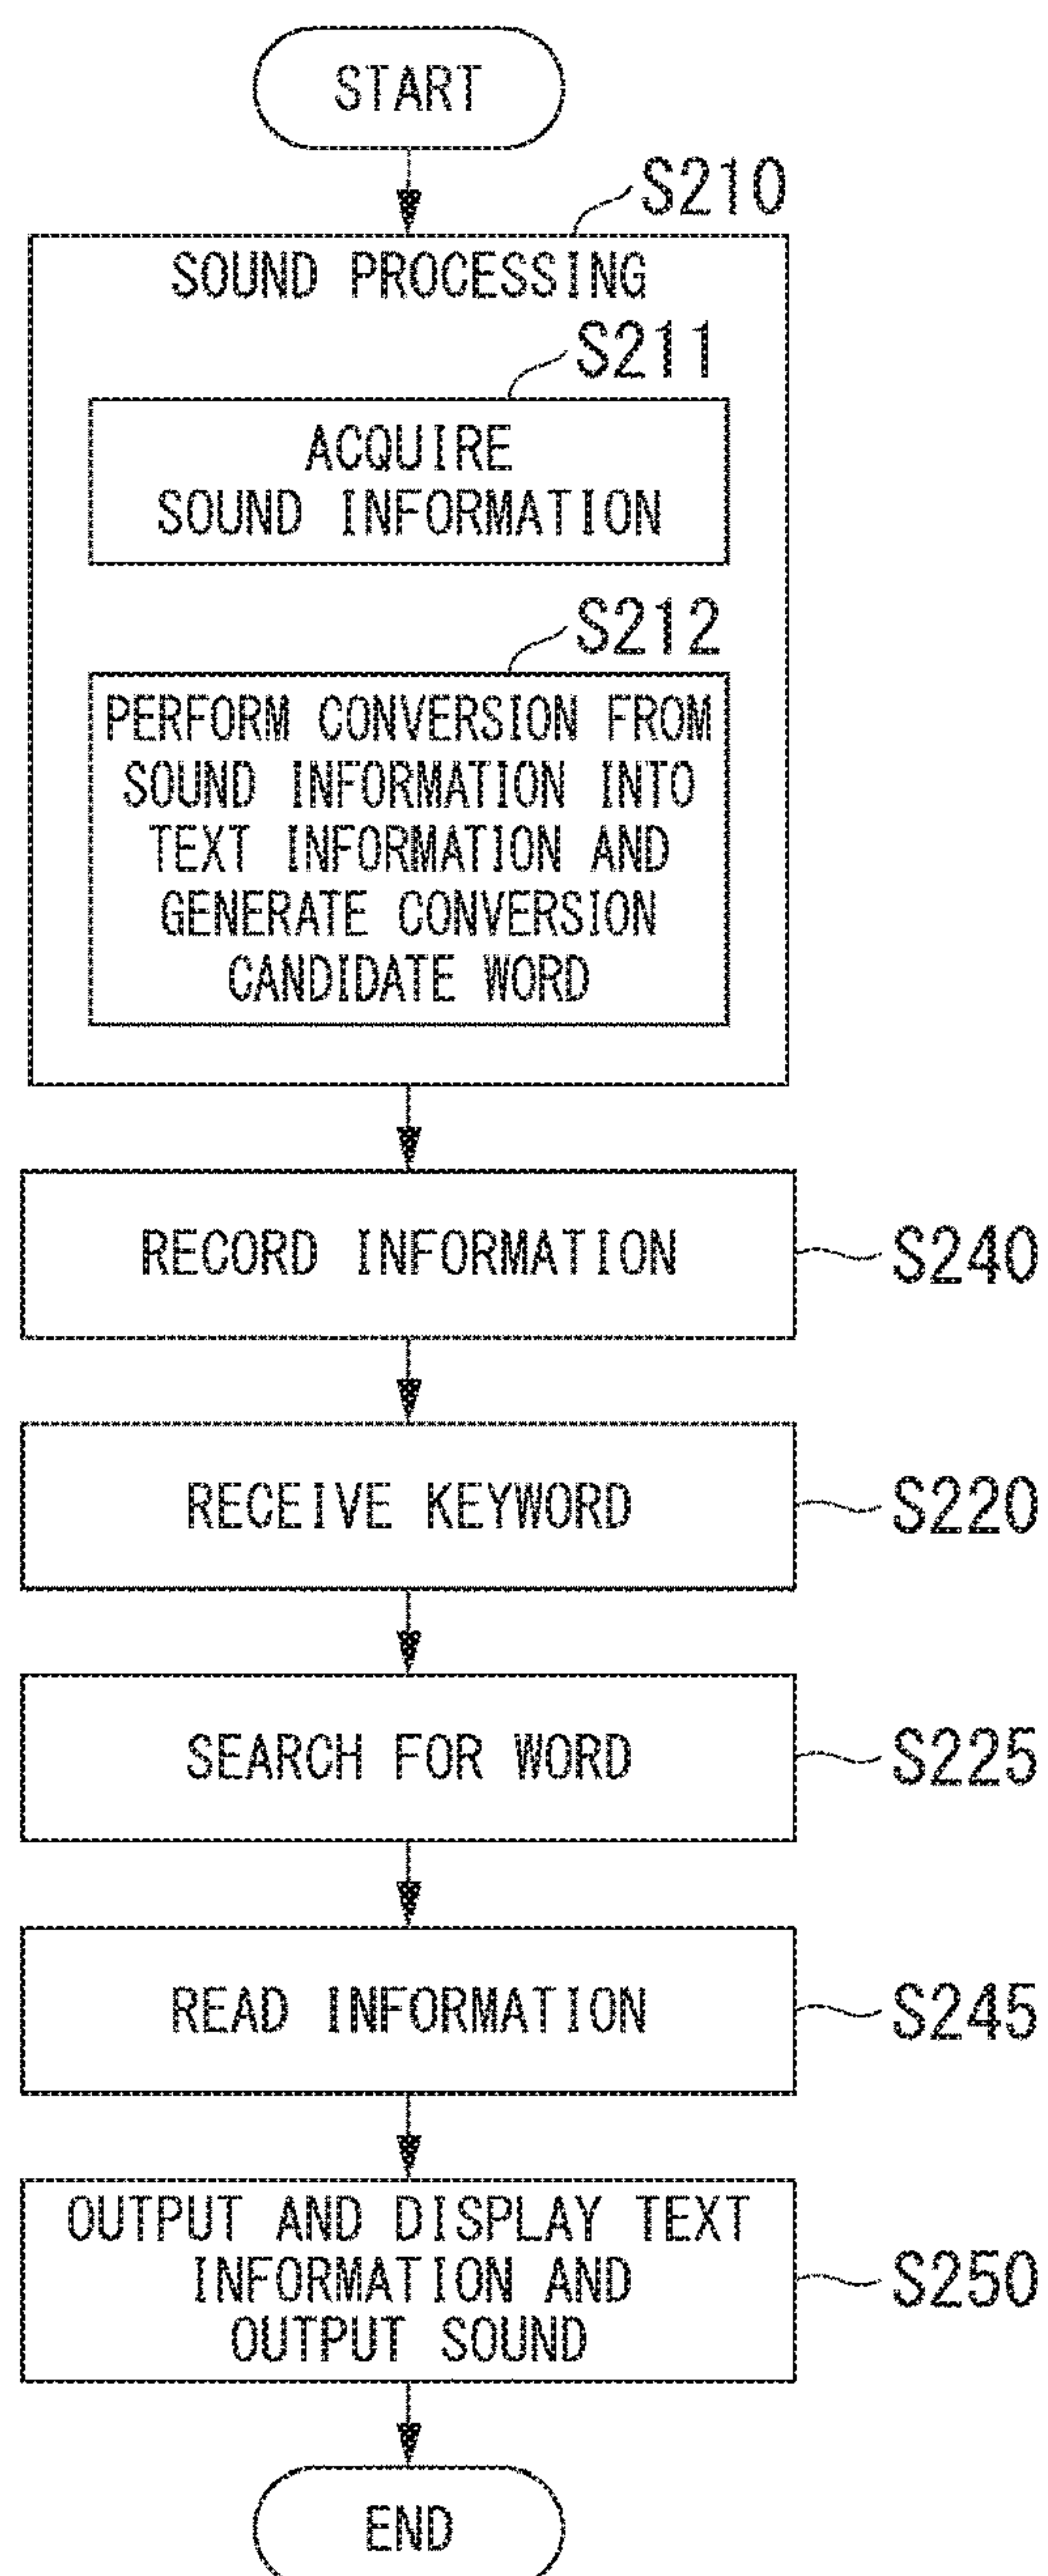 START
S210
SOUND PROCESSING
S211
ACQUIRE
SOUND INFORMATION
S212
PERFORM CONVERSION FROM
SOUND INFORMATION INTO
TEXT INFORMATION AND
GENERATE CONVERSION
CANDIDATE WORD
RECORD INFORMATION
S240
RECEIVE KEYWORD
S220
SEARCH FOR WORD
S225
READ INFORMATION
S245
OUTPUT AND DISPLAY TEXT
INFORMATION AND
OUTPUT SOUND
S250
END